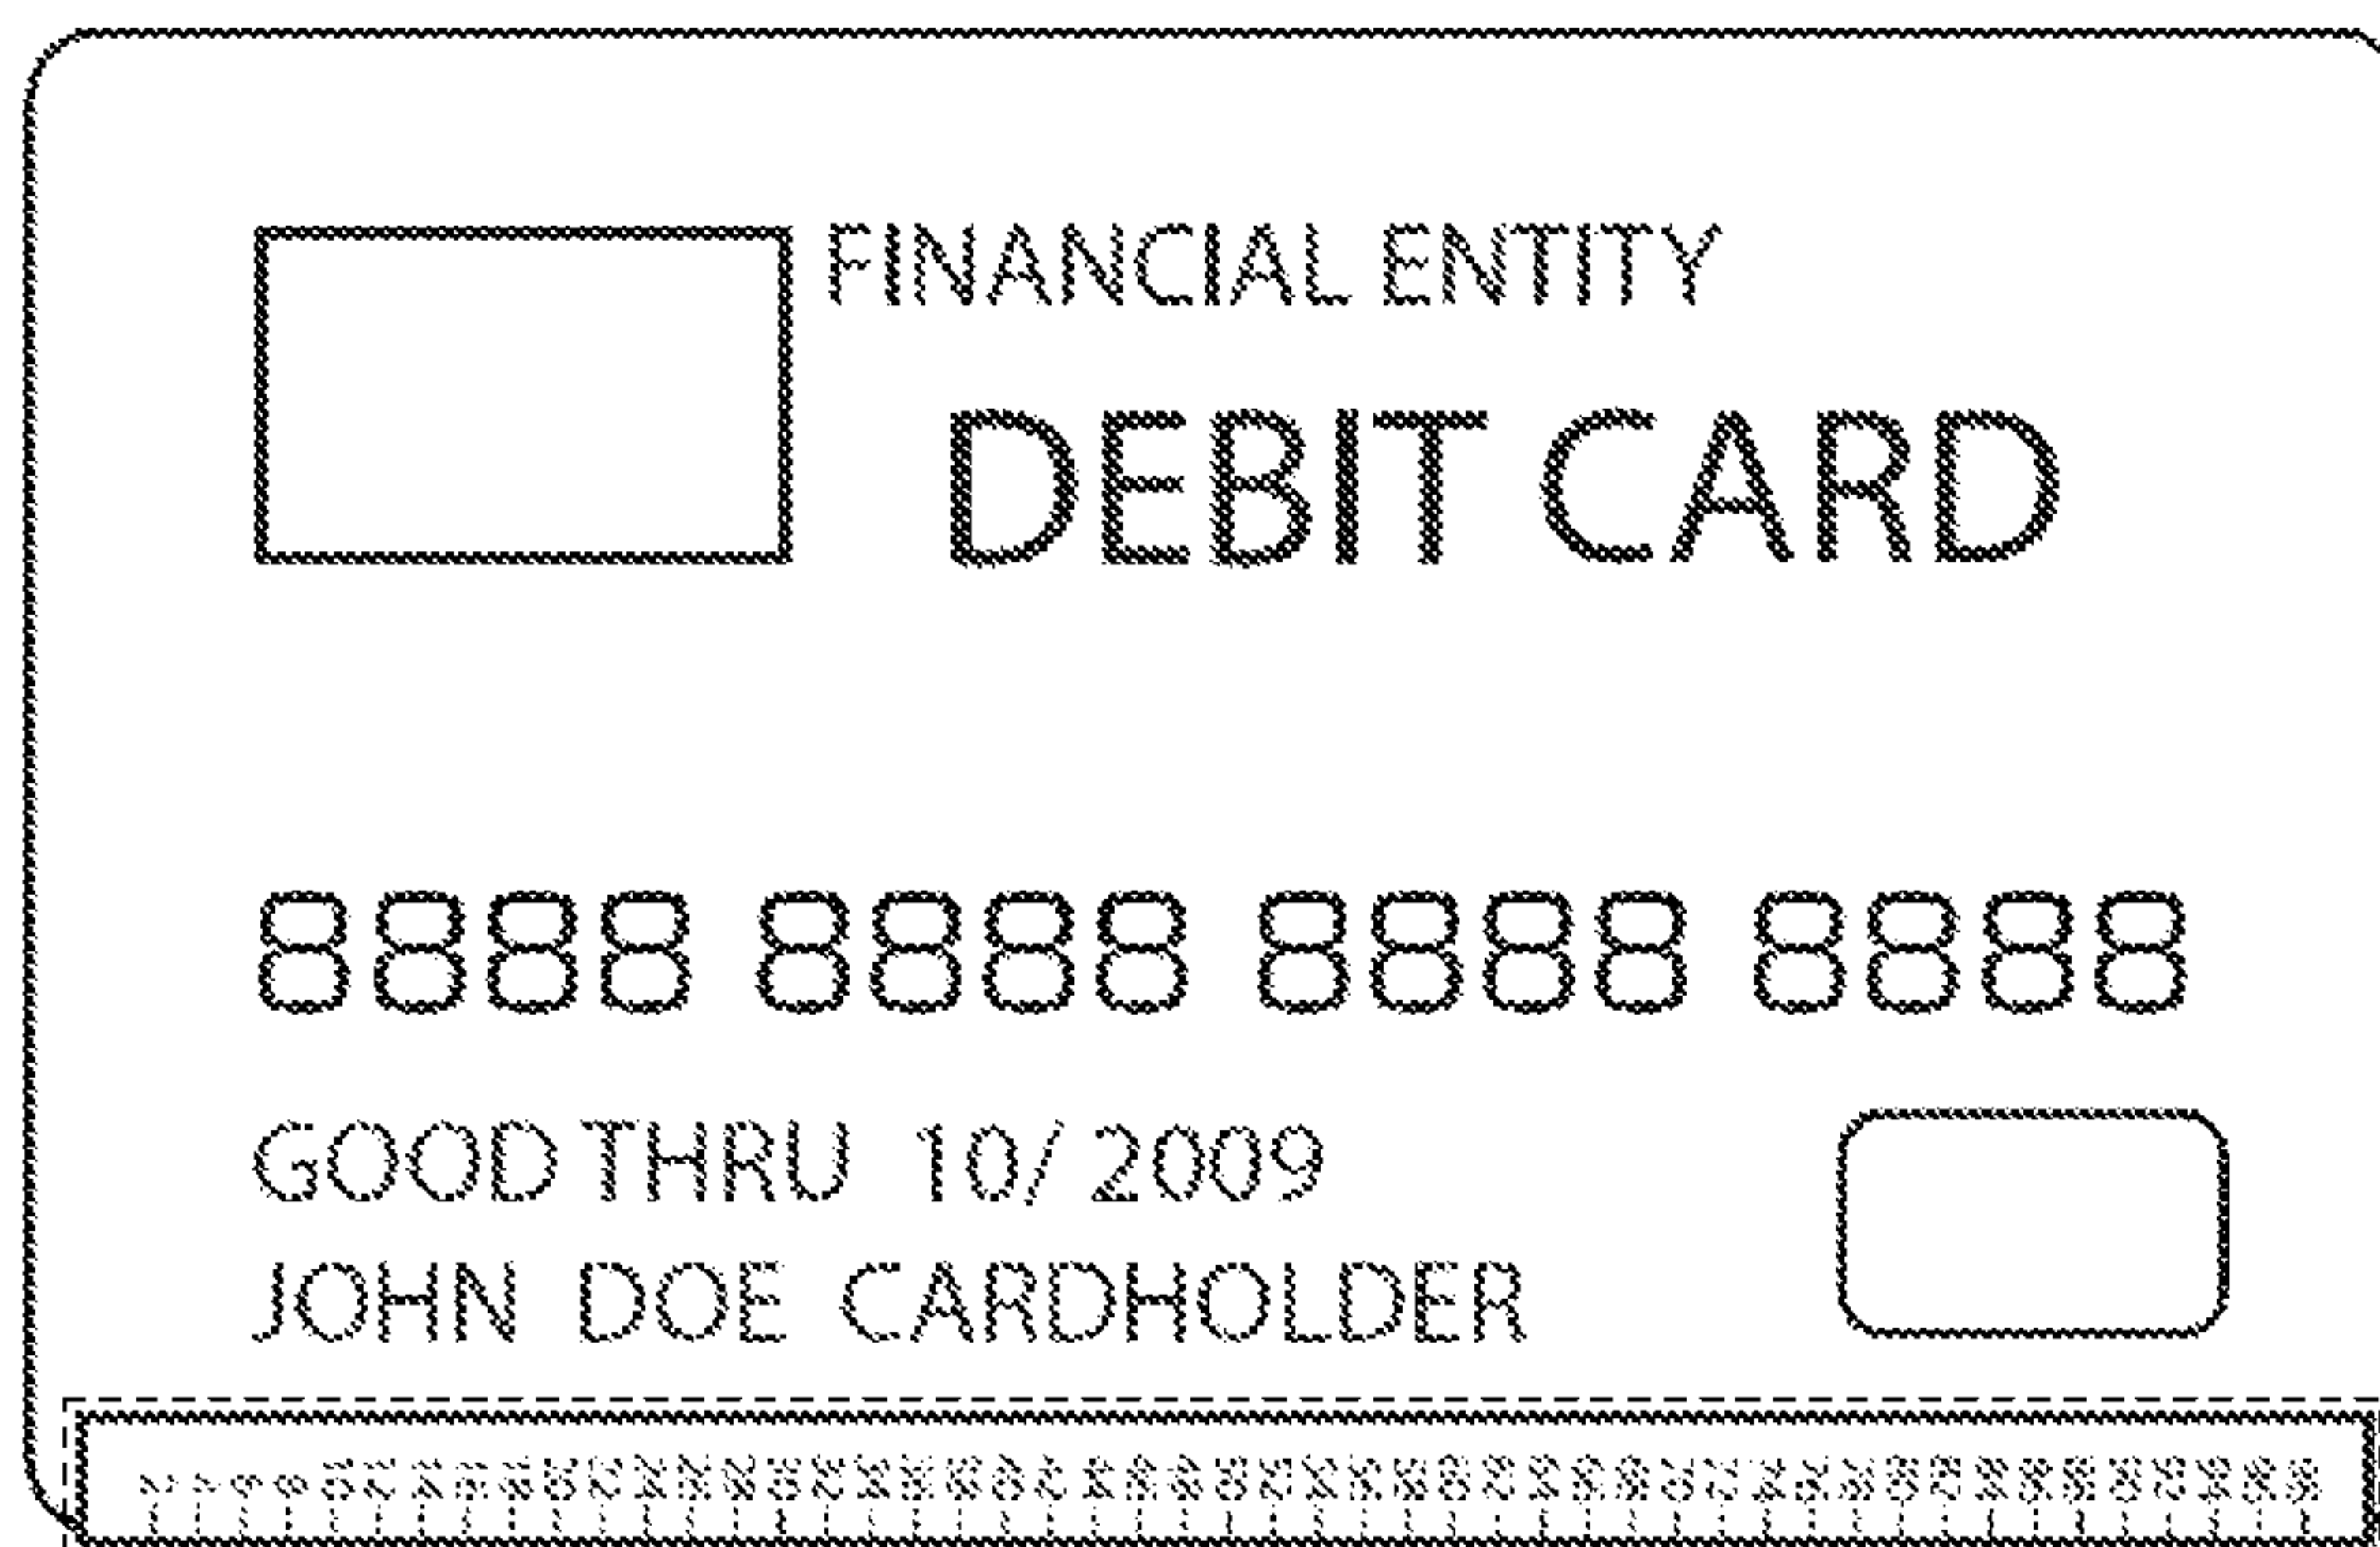 FINANCIAL ENTITY
DEBIT CARD
8888 8888 8888 8888
GOOD THRU 10/2009
JOHN DOE CARDHOLDER